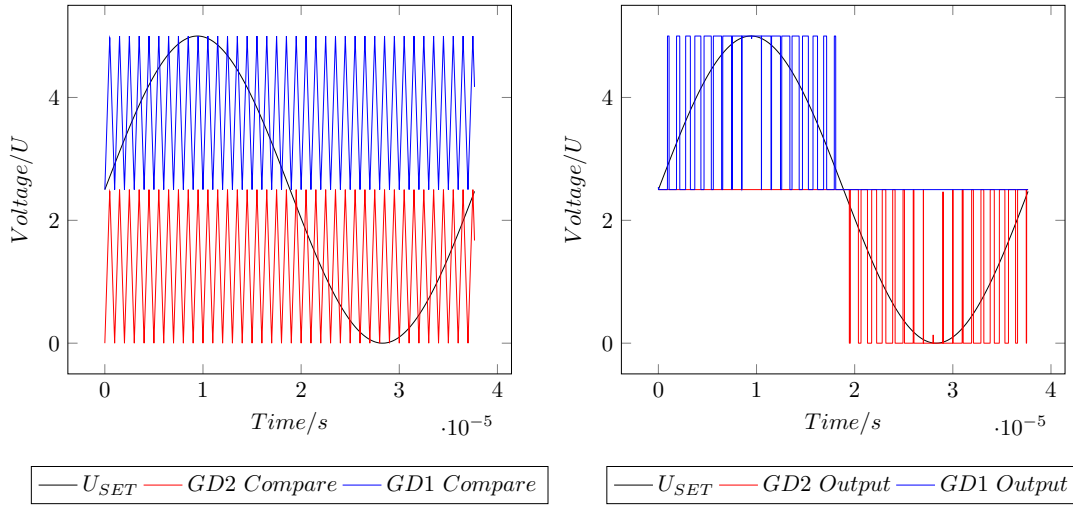 4
2
0
Voltage/U
0 1 2 3 4
Time/s
·10⁻⁵
U_SET GD2 Compare GD1 Compare
4
2
0
Voltage/U
0 1 2 3 4
Time/s
·10⁻⁵
U_SET GD2 Output GD1 Output